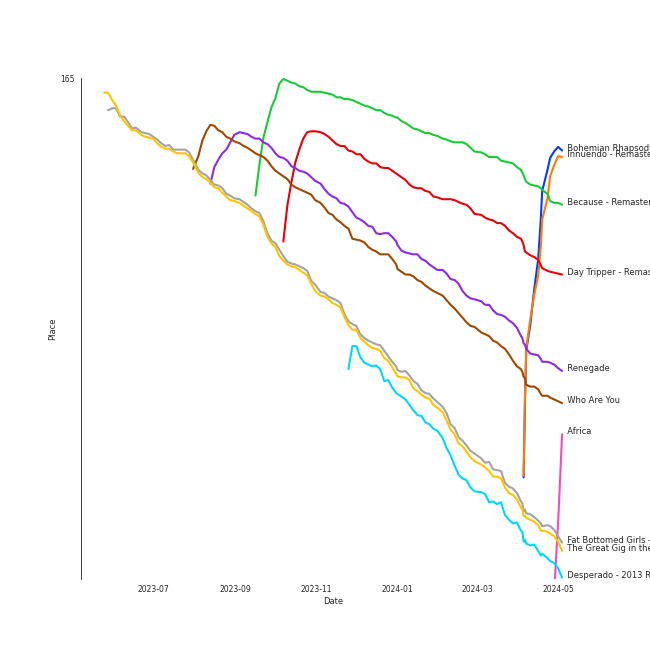 165
Bohemian Rhapsody
Innuendo - Remaste
Because - Remaster
Day Tripper - Remas
Renegade
Who Are You
Africa
Fat Bottomed Girls -
The Great Gig in the
Desperado - 2013 R
Place
2023-07
2023-09
2023-11
2024-01
2024-03
2024-05
Date